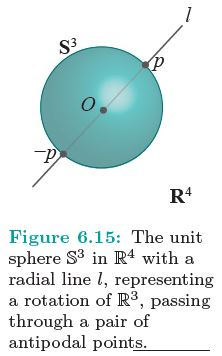 l
S³
p
O
−p
R⁴
Figure 6.15: The unit
sphere 𝕊³ in ℝ⁴ with a
radial line l, representing
a rotation of ℝ³, passing
through a pair of
antipodal points.